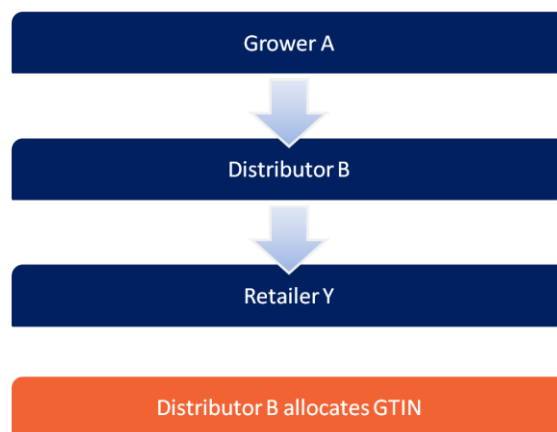 Grower A
Distributor B
Retailer Y
Distributor B allocates GTIN